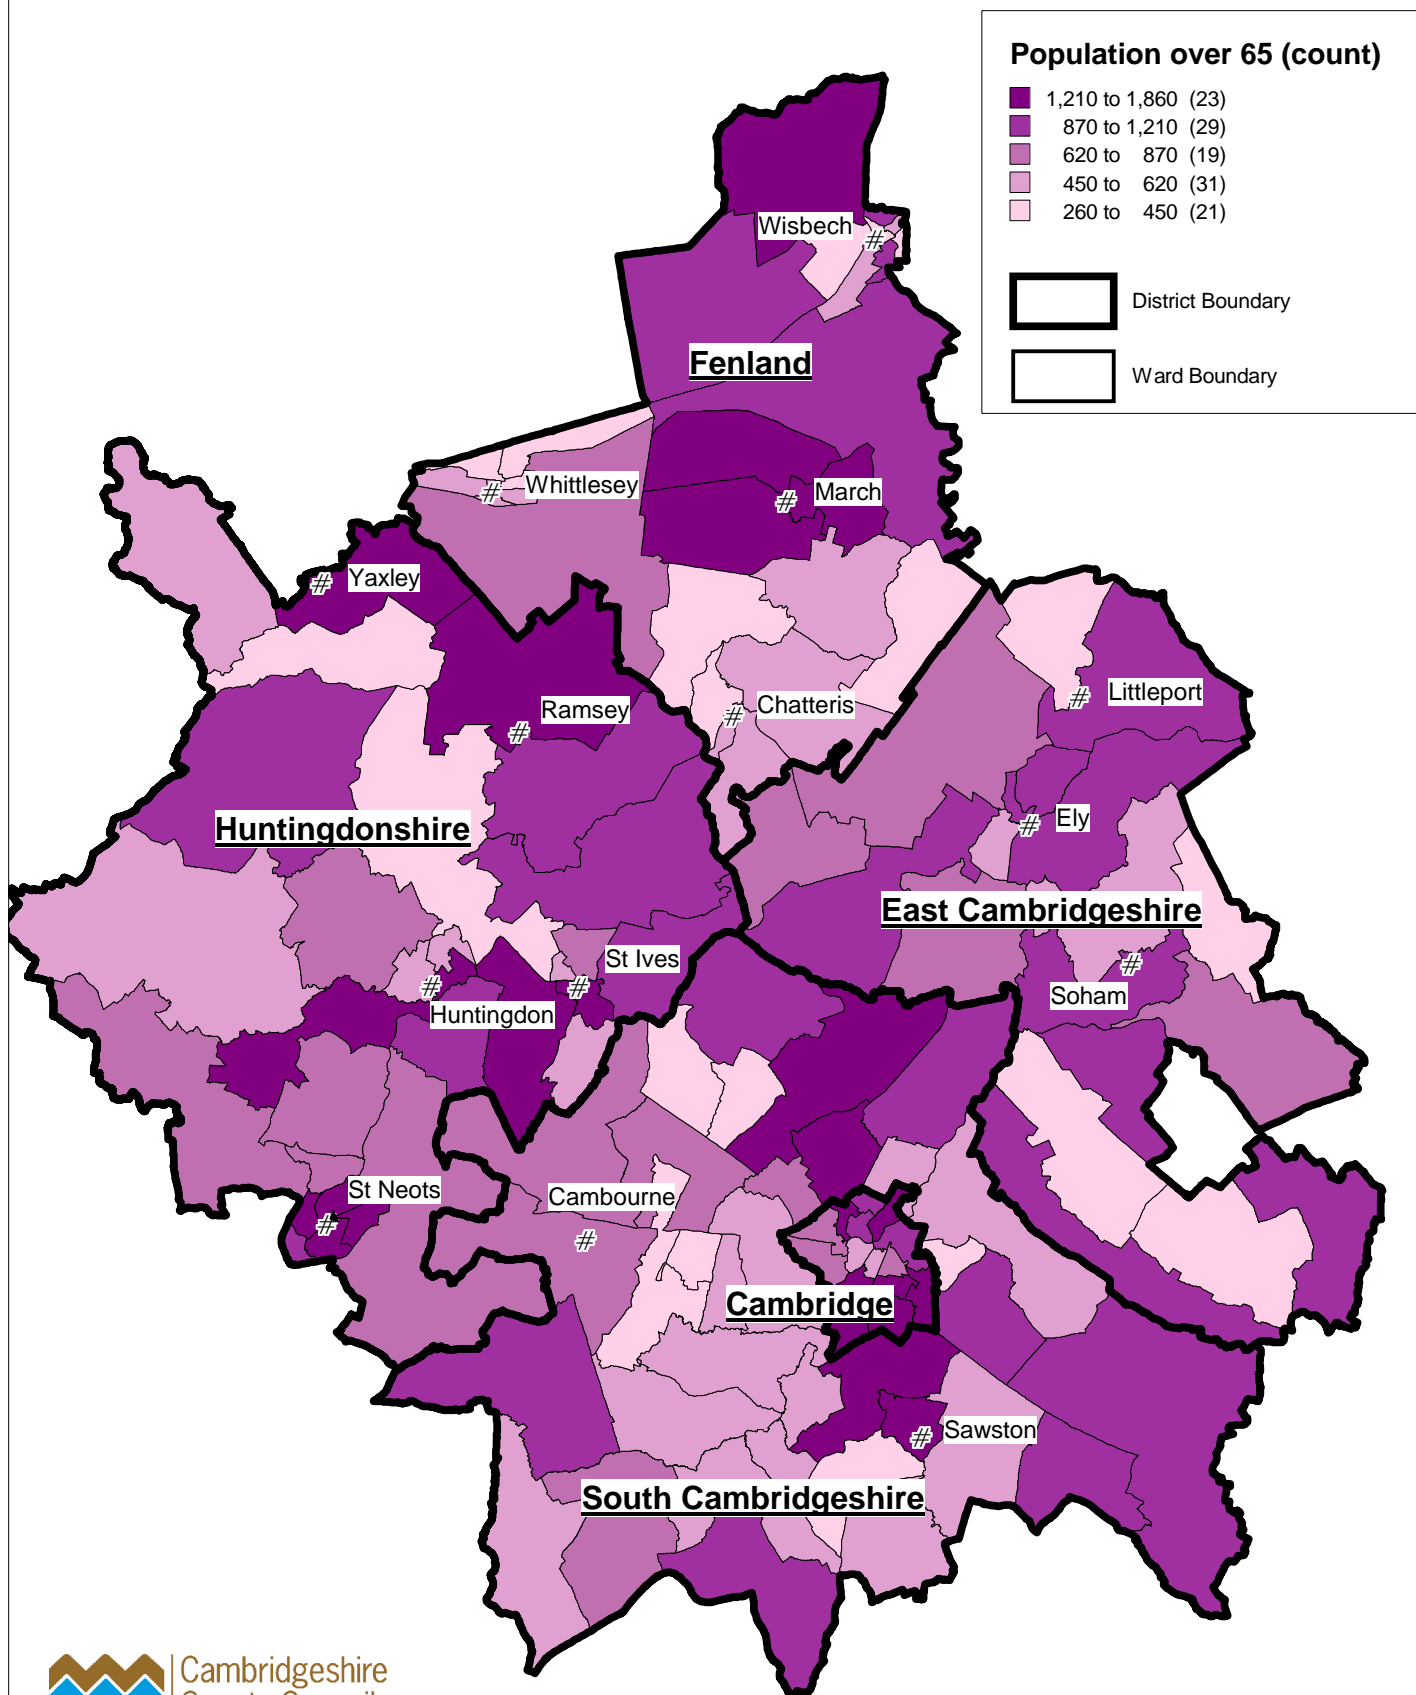 Population over 65 (count)
1,210 to 1,860 (23)
870 to 1,210 (29)
620 to 870 (19)
450 to 620 (31)
260 to 450 (21)
District Boundary
Ward Boundary
Wisbech
#
Fenland
Whittlesey
#
March
#
Yaxley
#
Littleport
#
Ramsey
#
Chatteris
#
Huntingdonshire
Ely
#
East Cambridgeshire
St Ives
#
Soham
#
Huntingdon
#
St Neots
#
Cambourne
#
Cambridge
Sawston
#
South Cambridgeshire
Cambridgeshire
County Council